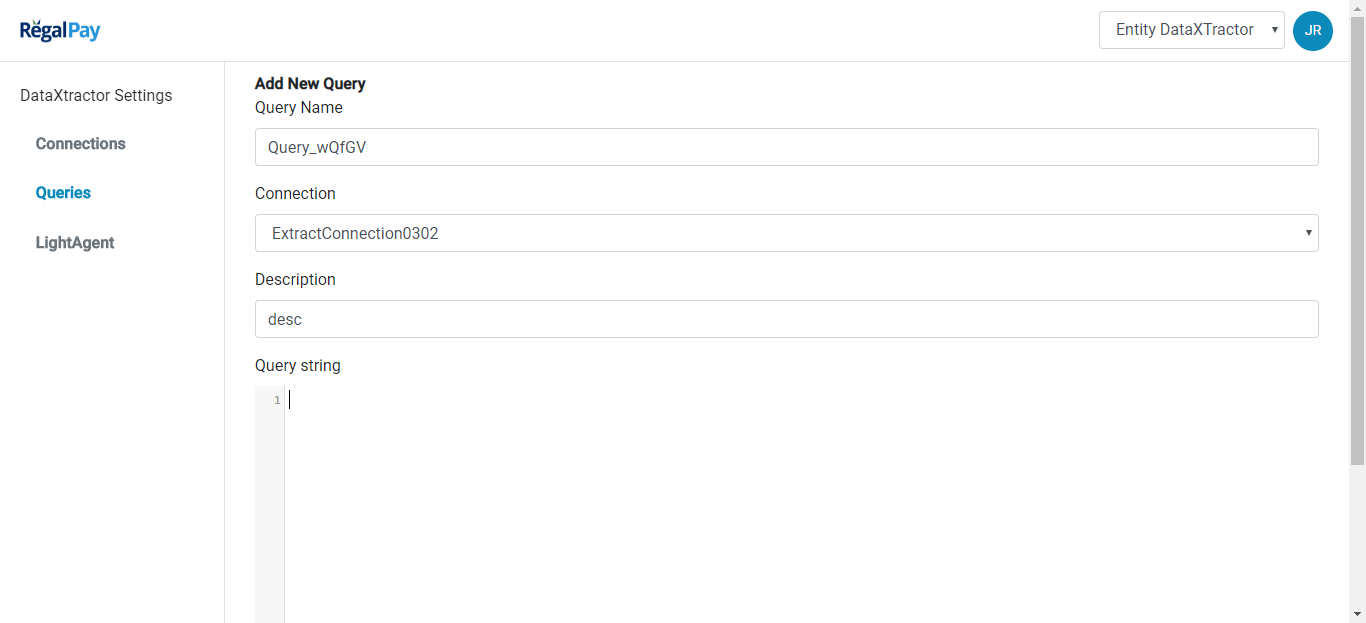 RegalPay
Entity DataXTractor
JR
DataXtractor Settings
Connections
Queries
LightAgent
Add New Query
Query Name
Query_wQfGV
Connection
ExtractConnection0302
Description
desc
Query string
1